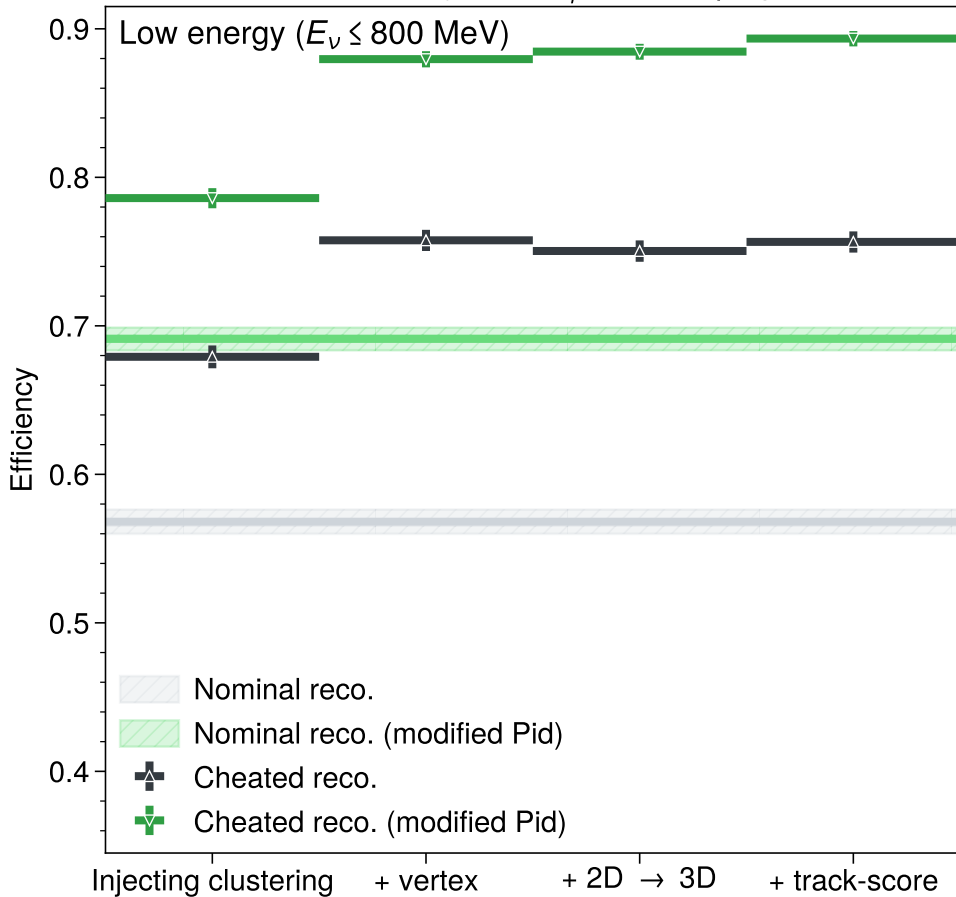 Low energy (Eν ≤ 800 MeV)
0.9
0.8
0.7
0.6
0.5
0.4
Efficiency
Nominal reco.
Nominal reco. (modified Pid)
Cheated reco.
Cheated reco. (modified Pid)
Injecting clustering
+ vertex
+ 2D → 3D
+ track-score